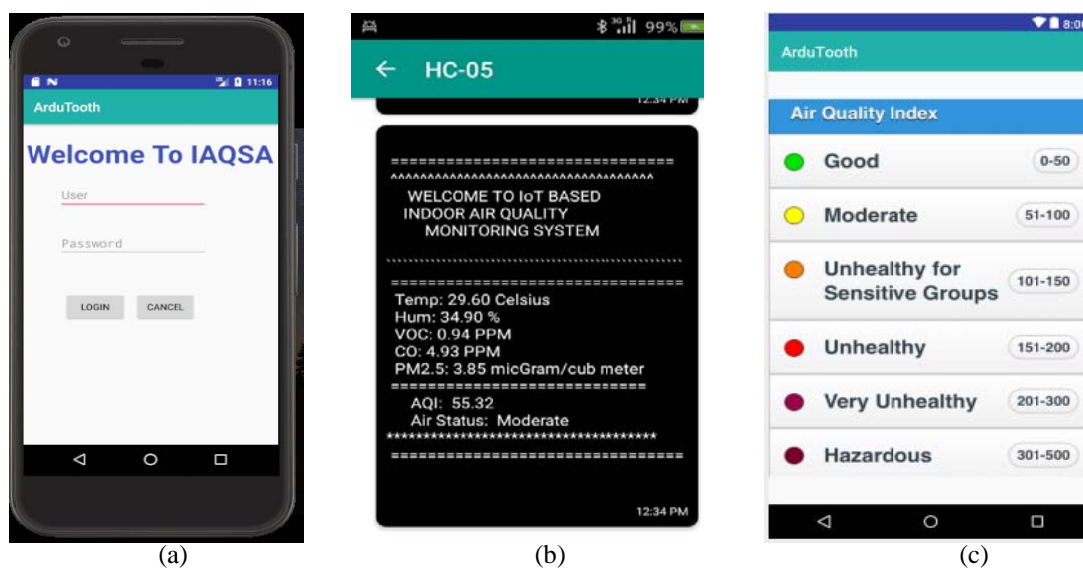 11:16
ArduTooth
Welcome To IAQSA
User
Password
LOGIN CANCEL
(a)
3G R 99%
HC-05
12:34 PM
================================
^^^^^^^^^^^^^^^^^^^^^^^^^^^^^^^^^^^^
WELCOME TO IoT BASED
INDOOR AIR QUALITY
MONITORING SYSTEM
================================
Temp: 29.60 Celsius
Hum: 34.90 %
VOC: 0.94 PPM
CO: 4.93 PPM
PM2.5: 3.85 micGram/cub meter
============================
AQI: 55.32
Air Status: Moderate
*************************************
================================
12:34 PM
(b)
ArduTooth
Air Quality Index
Good 0-50
Moderate 51-100
Unhealthy for
Sensitive Groups 101-150
Unhealthy 151-200
Very Unhealthy 201-300
Hazardous 301-500
(c)